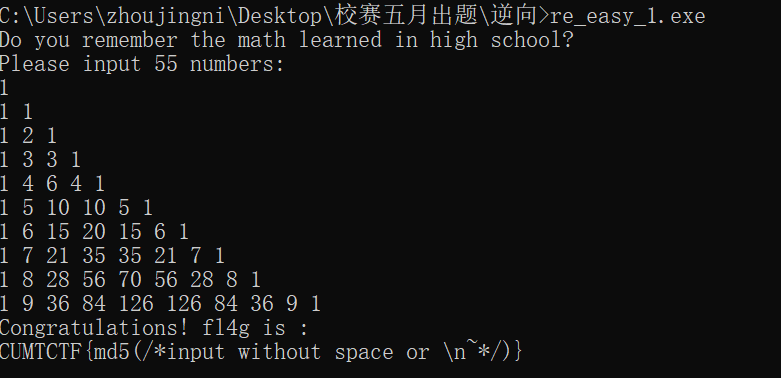 C:\Users\zhoujingni\Desktop\校赛五月出题\逆向>re_easy_1.exe
Do you remember the math learned in high school?
Please input 55 numbers:
1
1 1
1 2 1
1 3 3 1
1 4 6 4 1
1 5 10 10 5 1
1 6 15 20 15 6 1
1 7 21 35 35 21 7 1
1 8 28 56 70 56 28 8 1
1 9 36 84 126 126 84 36 9 1
Congratulations! fl4g is :
CUMTCTF{md5(/*input without space or \n~*/)}